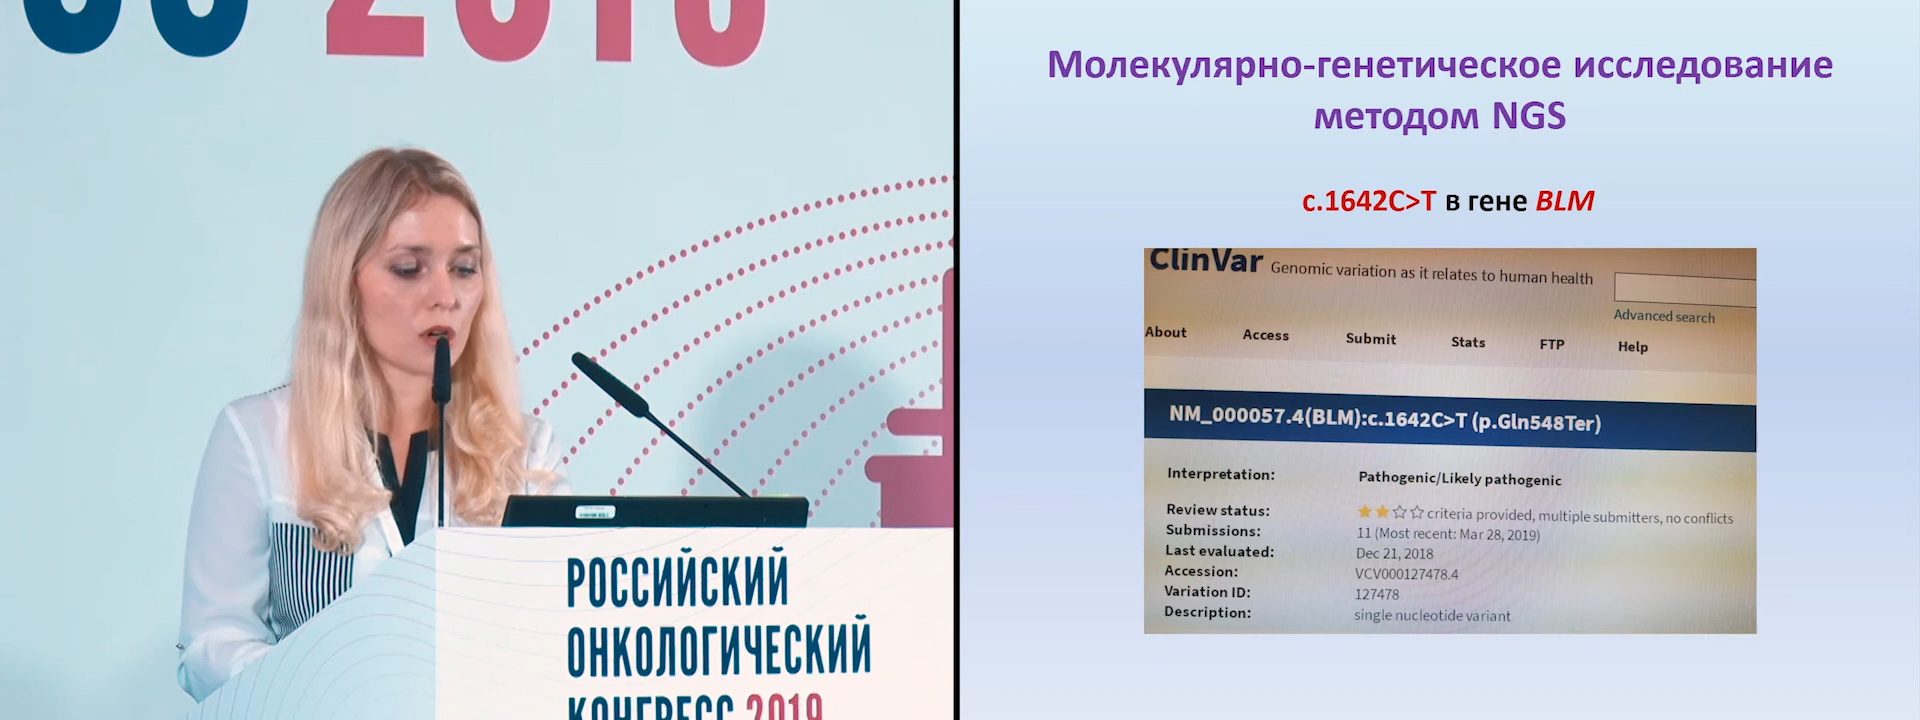 2019
РОССИЙСКИЙ
ОНКОЛОГИЧЕСКИЙ
КОНГРЕСС 2019
Молекулярно-генетическое исследование
методом NGS
c.1642C>T в гене BLM
ClinVar Genomic variation as it relates to human health
Advanced search
About Access Submit Stats FTP Help
NM_000057.4(BLM):c.1642C>T (p.Gln548Ter)
Interpretation: Pathogenic/Likely pathogenic
Review status: ★★☆☆ criteria provided, multiple submitters, no conflicts
Submissions: 11 (Most recent: Mar 28, 2019)
Last evaluated: Dec 21, 2018
Accession: VCV000127478.4
Variation ID: 127478
Description: single nucleotide variant